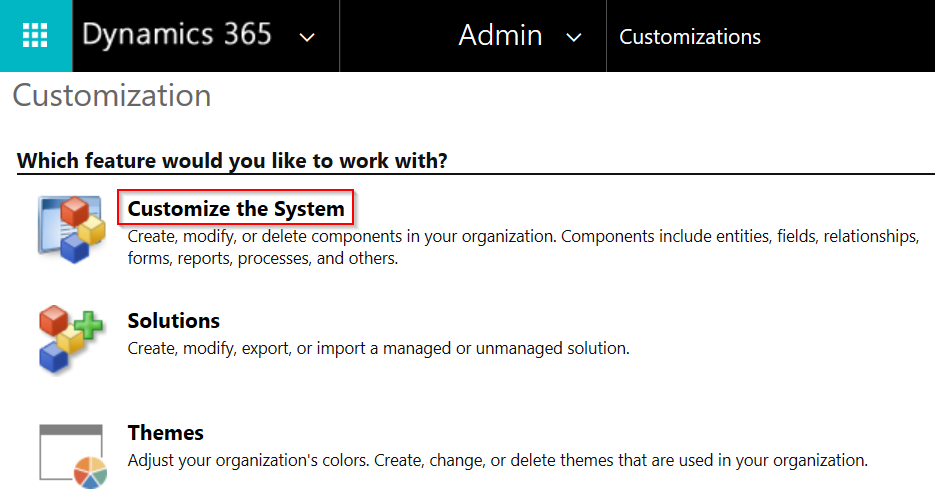 Dynamics 365 Admin Customizations
Customization
Which feature would you like to work with?
Customize the System
Create, modify, or delete components in your organization. Components include entities, fields, relationships,
forms, reports, processes, and others.
Solutions
Create, modify, export, or import a managed or unmanaged solution.
Themes
Adjust your organization's colors. Create, change, or delete themes that are used in your organization.